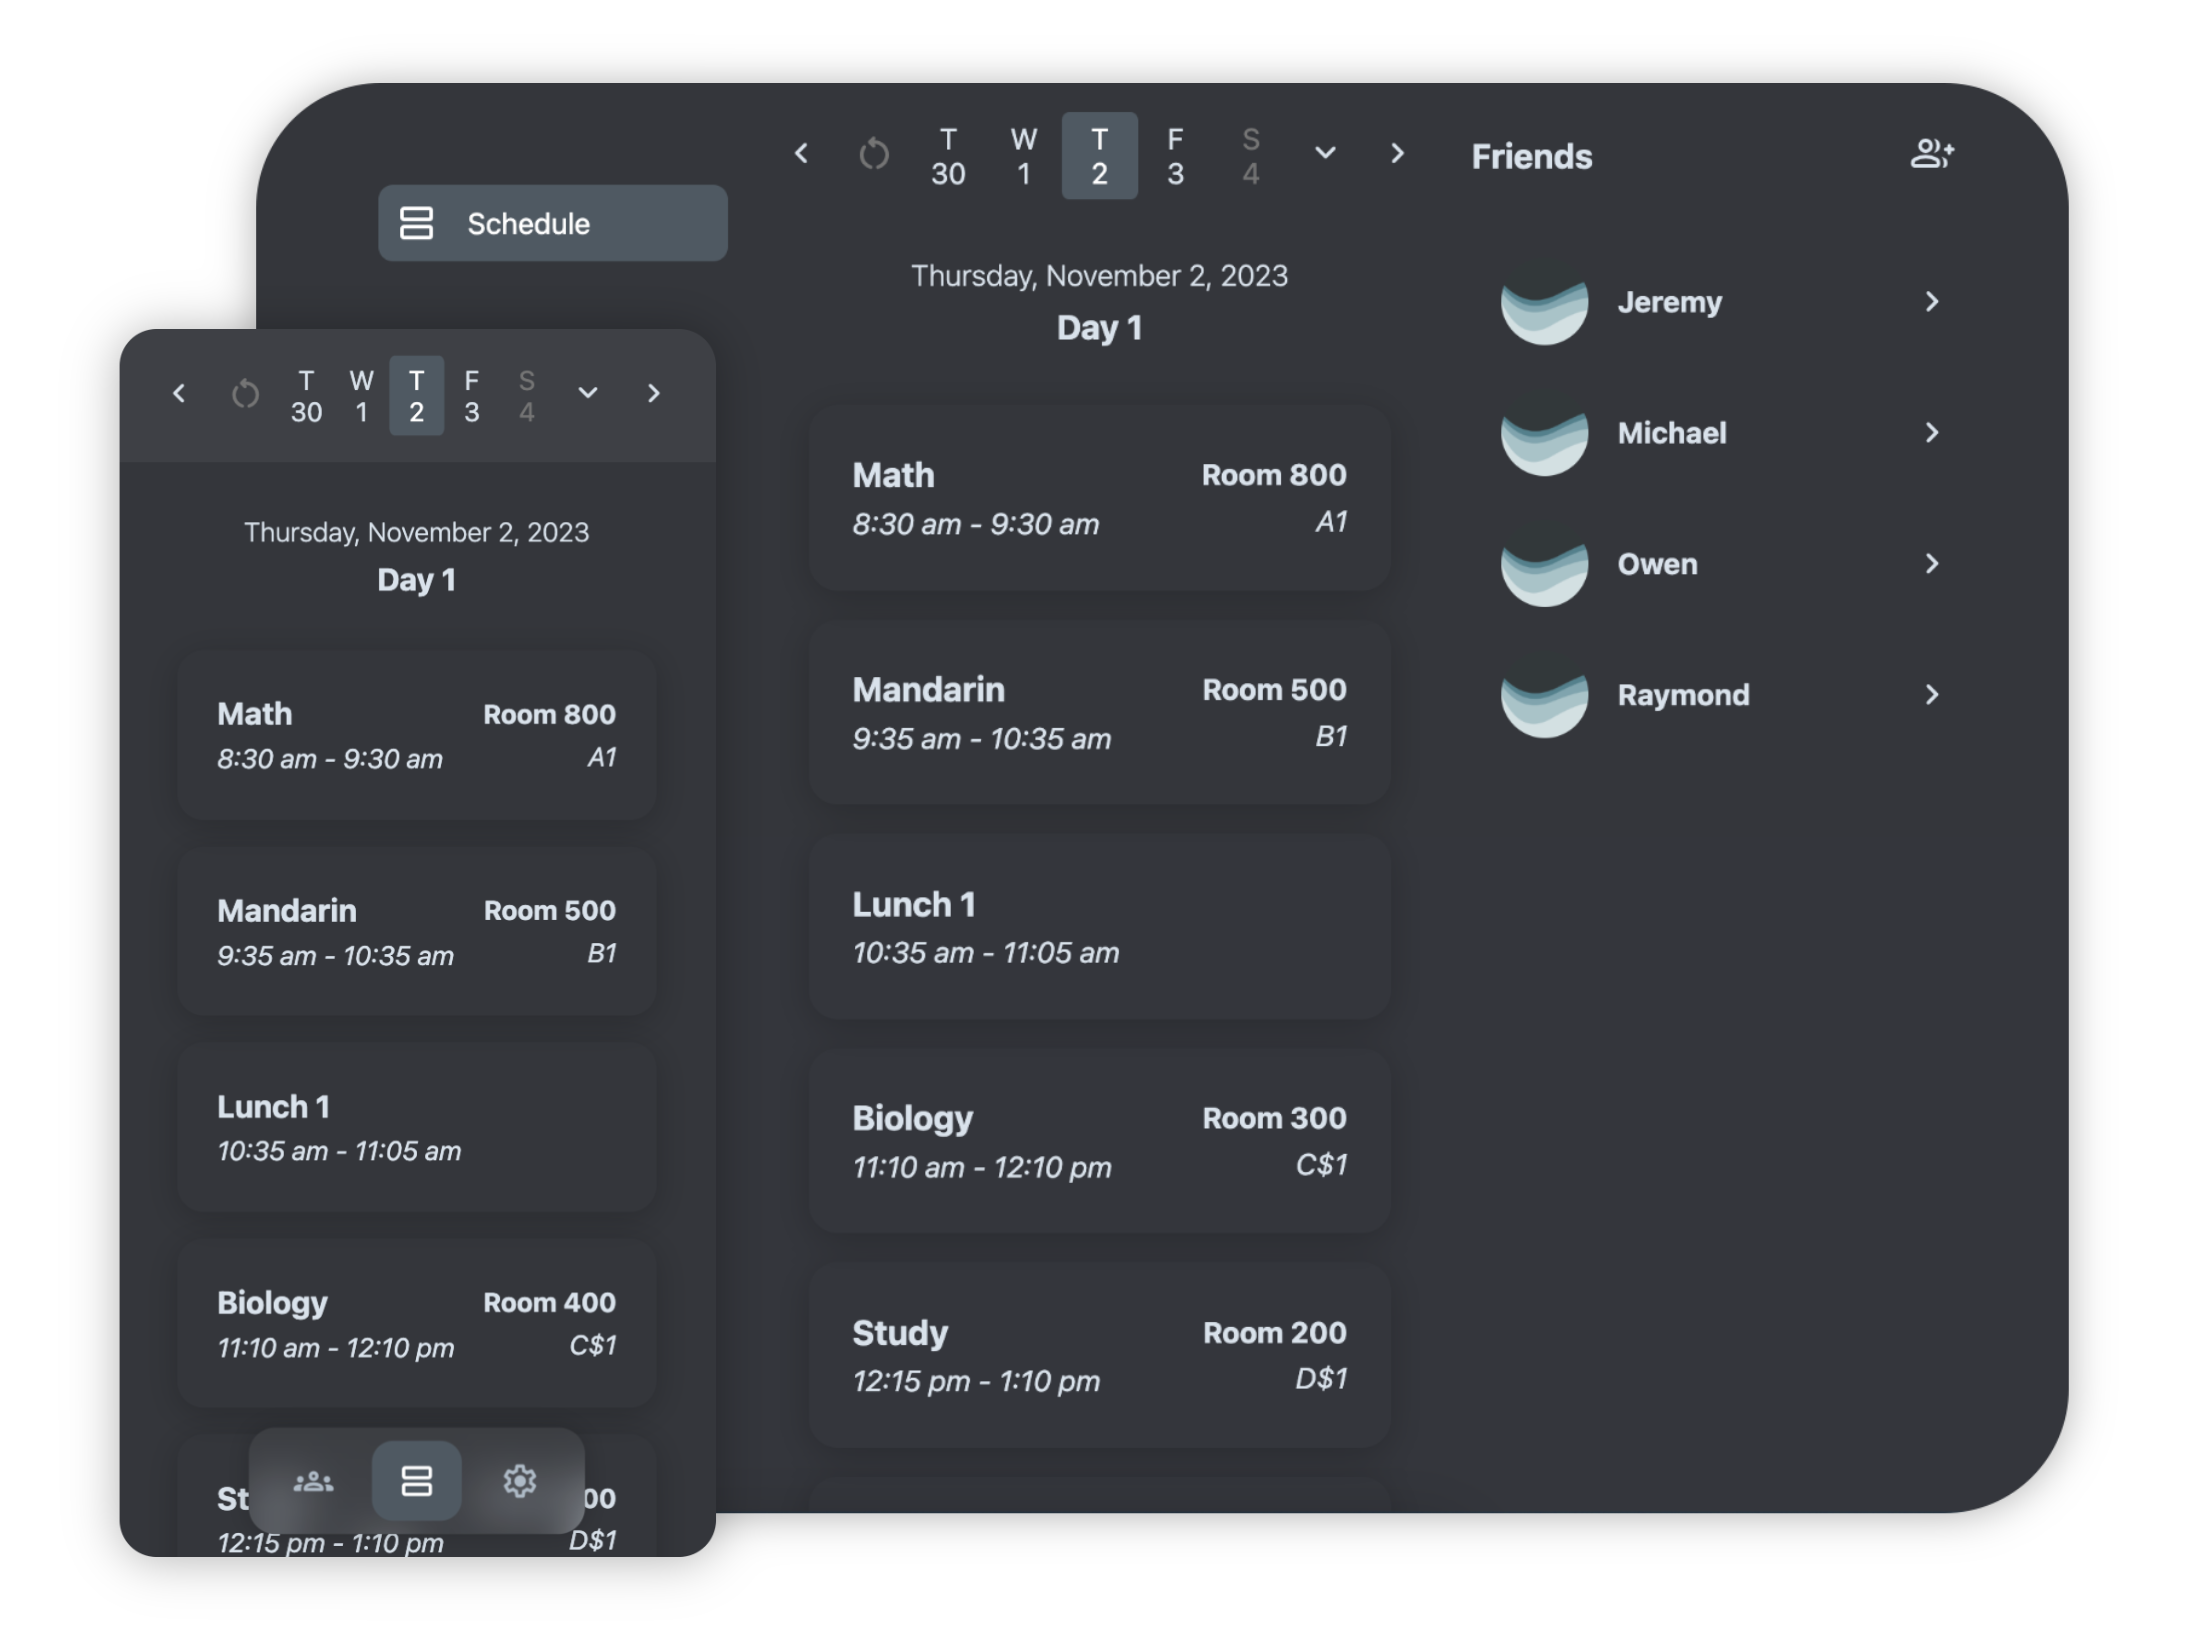 Schedule
T W T F S
30 1 2 3 4
Thursday, November 2, 2023
Day 1
Math Room 800
8:30 am - 9:30 am A1
Mandarin Room 500
9:35 am - 10:35 am B1
Lunch 1
10:35 am - 11:05 am
Biology Room 300
11:10 am - 12:10 pm C$1
Study Room 200
12:15 pm - 1:10 pm D$1
Friends
Jeremy
Michael
Owen
Raymond
T W T F S
30 1 2 3 4
Thursday, November 2, 2023
Day 1
Math Room 800
8:30 am - 9:30 am A1
Mandarin Room 500
9:35 am - 10:35 am B1
Lunch 1
10:35 am - 11:05 am
Biology Room 400
11:10 am - 12:10 pm C$1
St 00
12:15 pm - 1:10 pm D$1